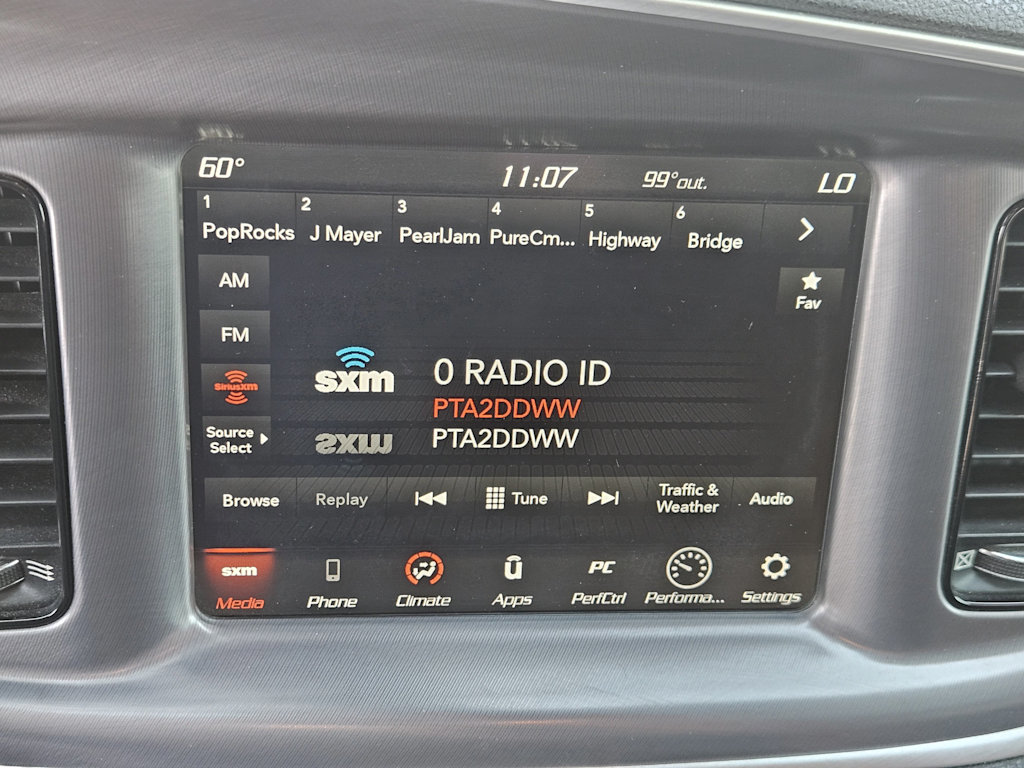 60° 11:07 99°out. LO
1 2 3 4 5 6
PopRocks J Mayer PearlJam PureCm... Highway Bridge
AM
Fav
FM
SiriusXM
sxm 0 RADIO ID
PTA2DDWW
Source
Select
sxm PTA2DDWW
Browse Replay Tune Traffic &
Weather Audio
sxm PC
Media Phone Climate Apps PerfCtrl Performa... Settings